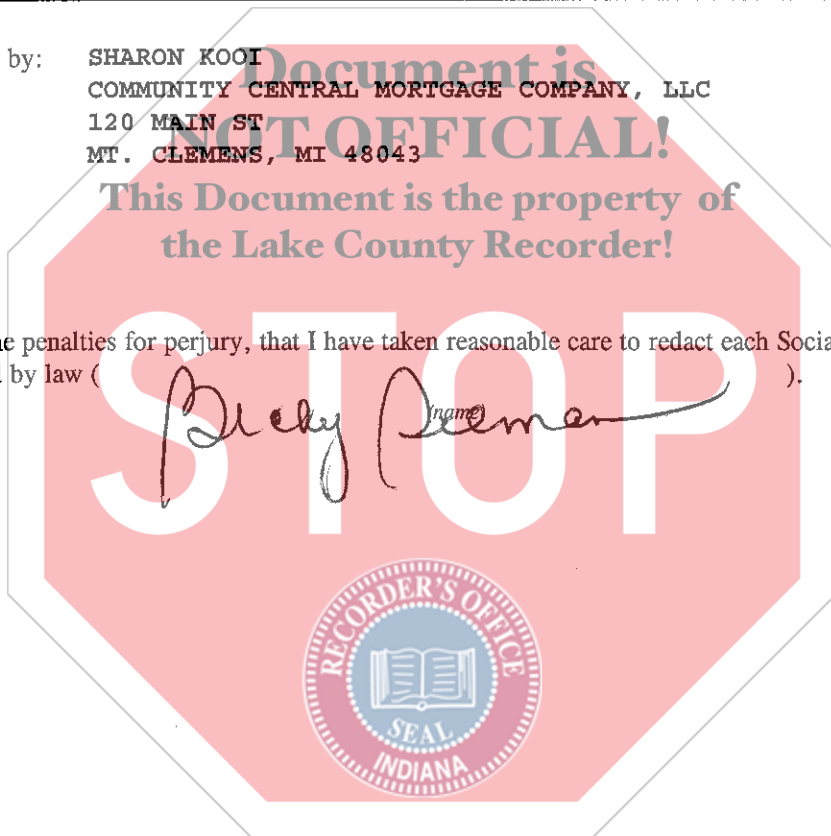 by: SHARON KOOI
Document is
COMMUNITY CENTRAL MORTGAGE COMPANY, LLC
120 MAIN ST
NOT OFFICIAL!
MT. CLEMENS, MI 48043
This Document is the property of
the Lake County Recorder!
penalties for perjury, that I have taken reasonable care to redact each
by law (
).
Becky
(name)
STOP
RECORDER'S OFFICE
SEAL
INDIANA